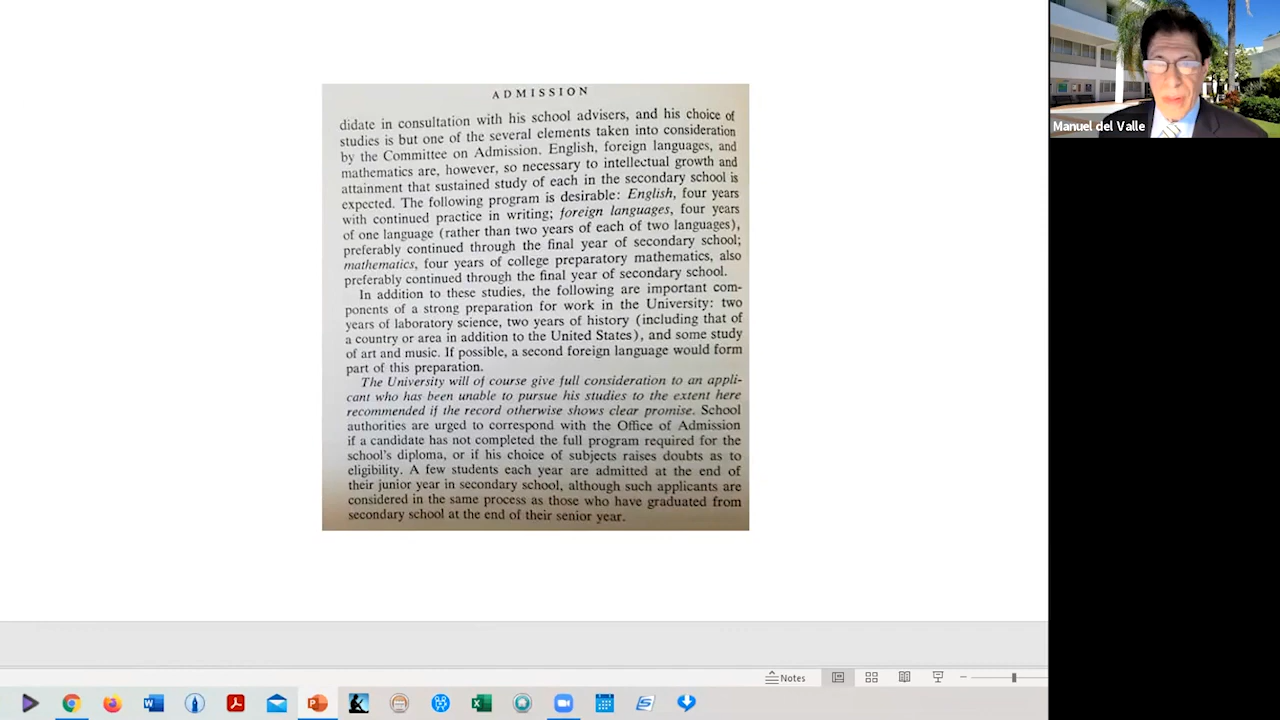 ADMISSION
didate in consultation with his school advisers, and his choice of
studies is but one of the several elements taken into consideration
by the Committee on Admission. English, foreign languages, and
mathematics are, however, so necessary to intellectual growth and
attainment that sustained study of each in the secondary school is
expected. The following program is desirable: English, four years
with continued practice in writing; foreign languages, four years
of one language (rather than two years of each of two languages),
preferably continued through the final year of secondary school;
mathematics, four years of college preparatory mathematics, also
preferably continued through the final year of secondary school.
In addition to these studies, the following are important com-
ponents of a strong preparation for work in the University: two
years of laboratory science, two years of history (including that of
a country or area in addition to the United States), and some study
of art and music. If possible, a second foreign language would form
part of this preparation.
The University will of course give full consideration to an appli-
cant who has been unable to pursue his studies to the extent here
recommended if the record otherwise shows clear promise. School
authorities are urged to correspond with the Office of Admission
if a candidate has not completed the full program required for the
school's diploma, or if his choice of subjects raises doubts as to
eligibility. A few students each year are admitted at the end of
their junior year in secondary school, although such applicants are
considered in the same process as those who have graduated from
secondary school at the end of their senior year.
Manuel del Valle
Notes